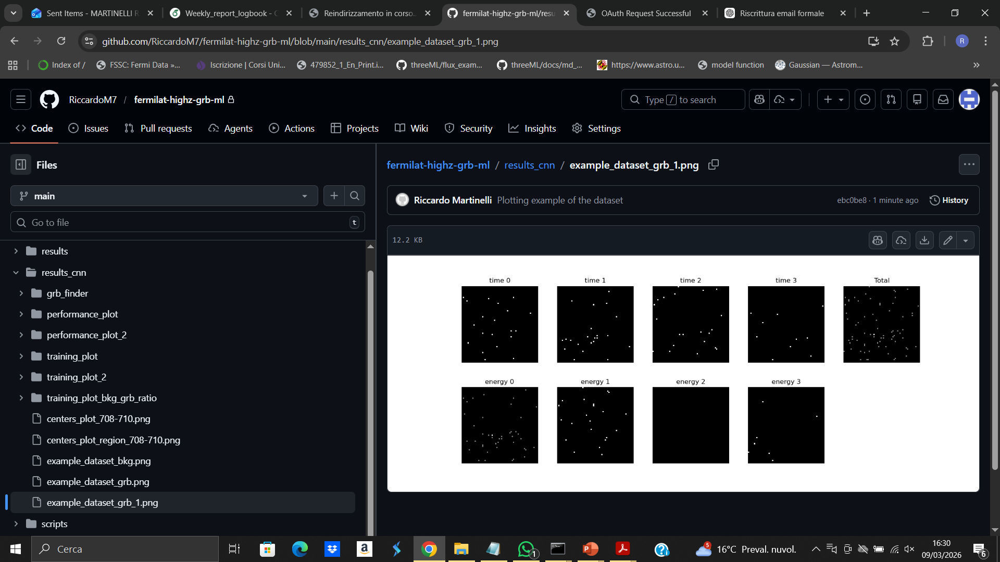 Sent Items - MARTINELLI R
Weekly_report_logbook - O
Reindirizzamento in corso...
fermilat-highz-grb-ml/resu
OAuth Request Successful
Riscrittura email formale
github.com/RiccardoM7/fermilat-highz-grb-ml/blob/main/results_cnn/example_dataset_grb_1.png
R
Index of /
FSSC: Fermi Data »...
Iscrizione | Corsi Uni...
479852_1_En_Print.i...
threeML/flux_exam...
threeML/docs/md_...
https://www.astro.u...
model function
Gaussian — Astrom...
»
RiccardoM7 / fermilat-highz-grb-ml
Type / to search
Code
Issues
Pull requests
Agents
Actions
Projects
Wiki
Security
Insights
Settings
Files
main
Go to file
t
results
results_cnn
grb_finder
performance_plot
performance_plot_2
training_plot
training_plot_2
training_plot_bkg_grb_ratio
centers_plot_708-710.png
centers_plot_region_708-710.png
example_dataset_bkg.png
example_dataset_grb.png
example_dataset_grb_1.png
scripts
fermilat-highz-grb-ml / results_cnn / example_dataset_grb_1.png
Riccardo Martinelli Plotting example of the dataset
ebc0be8 · 1 minute ago
History
12.2 KB
time 0
time 1
time 2
time 3
Total
energy 0
energy 1
energy 2
energy 3
Cerca
1
5
16°C Preval. nuvol.
16:30
09/03/2026
6